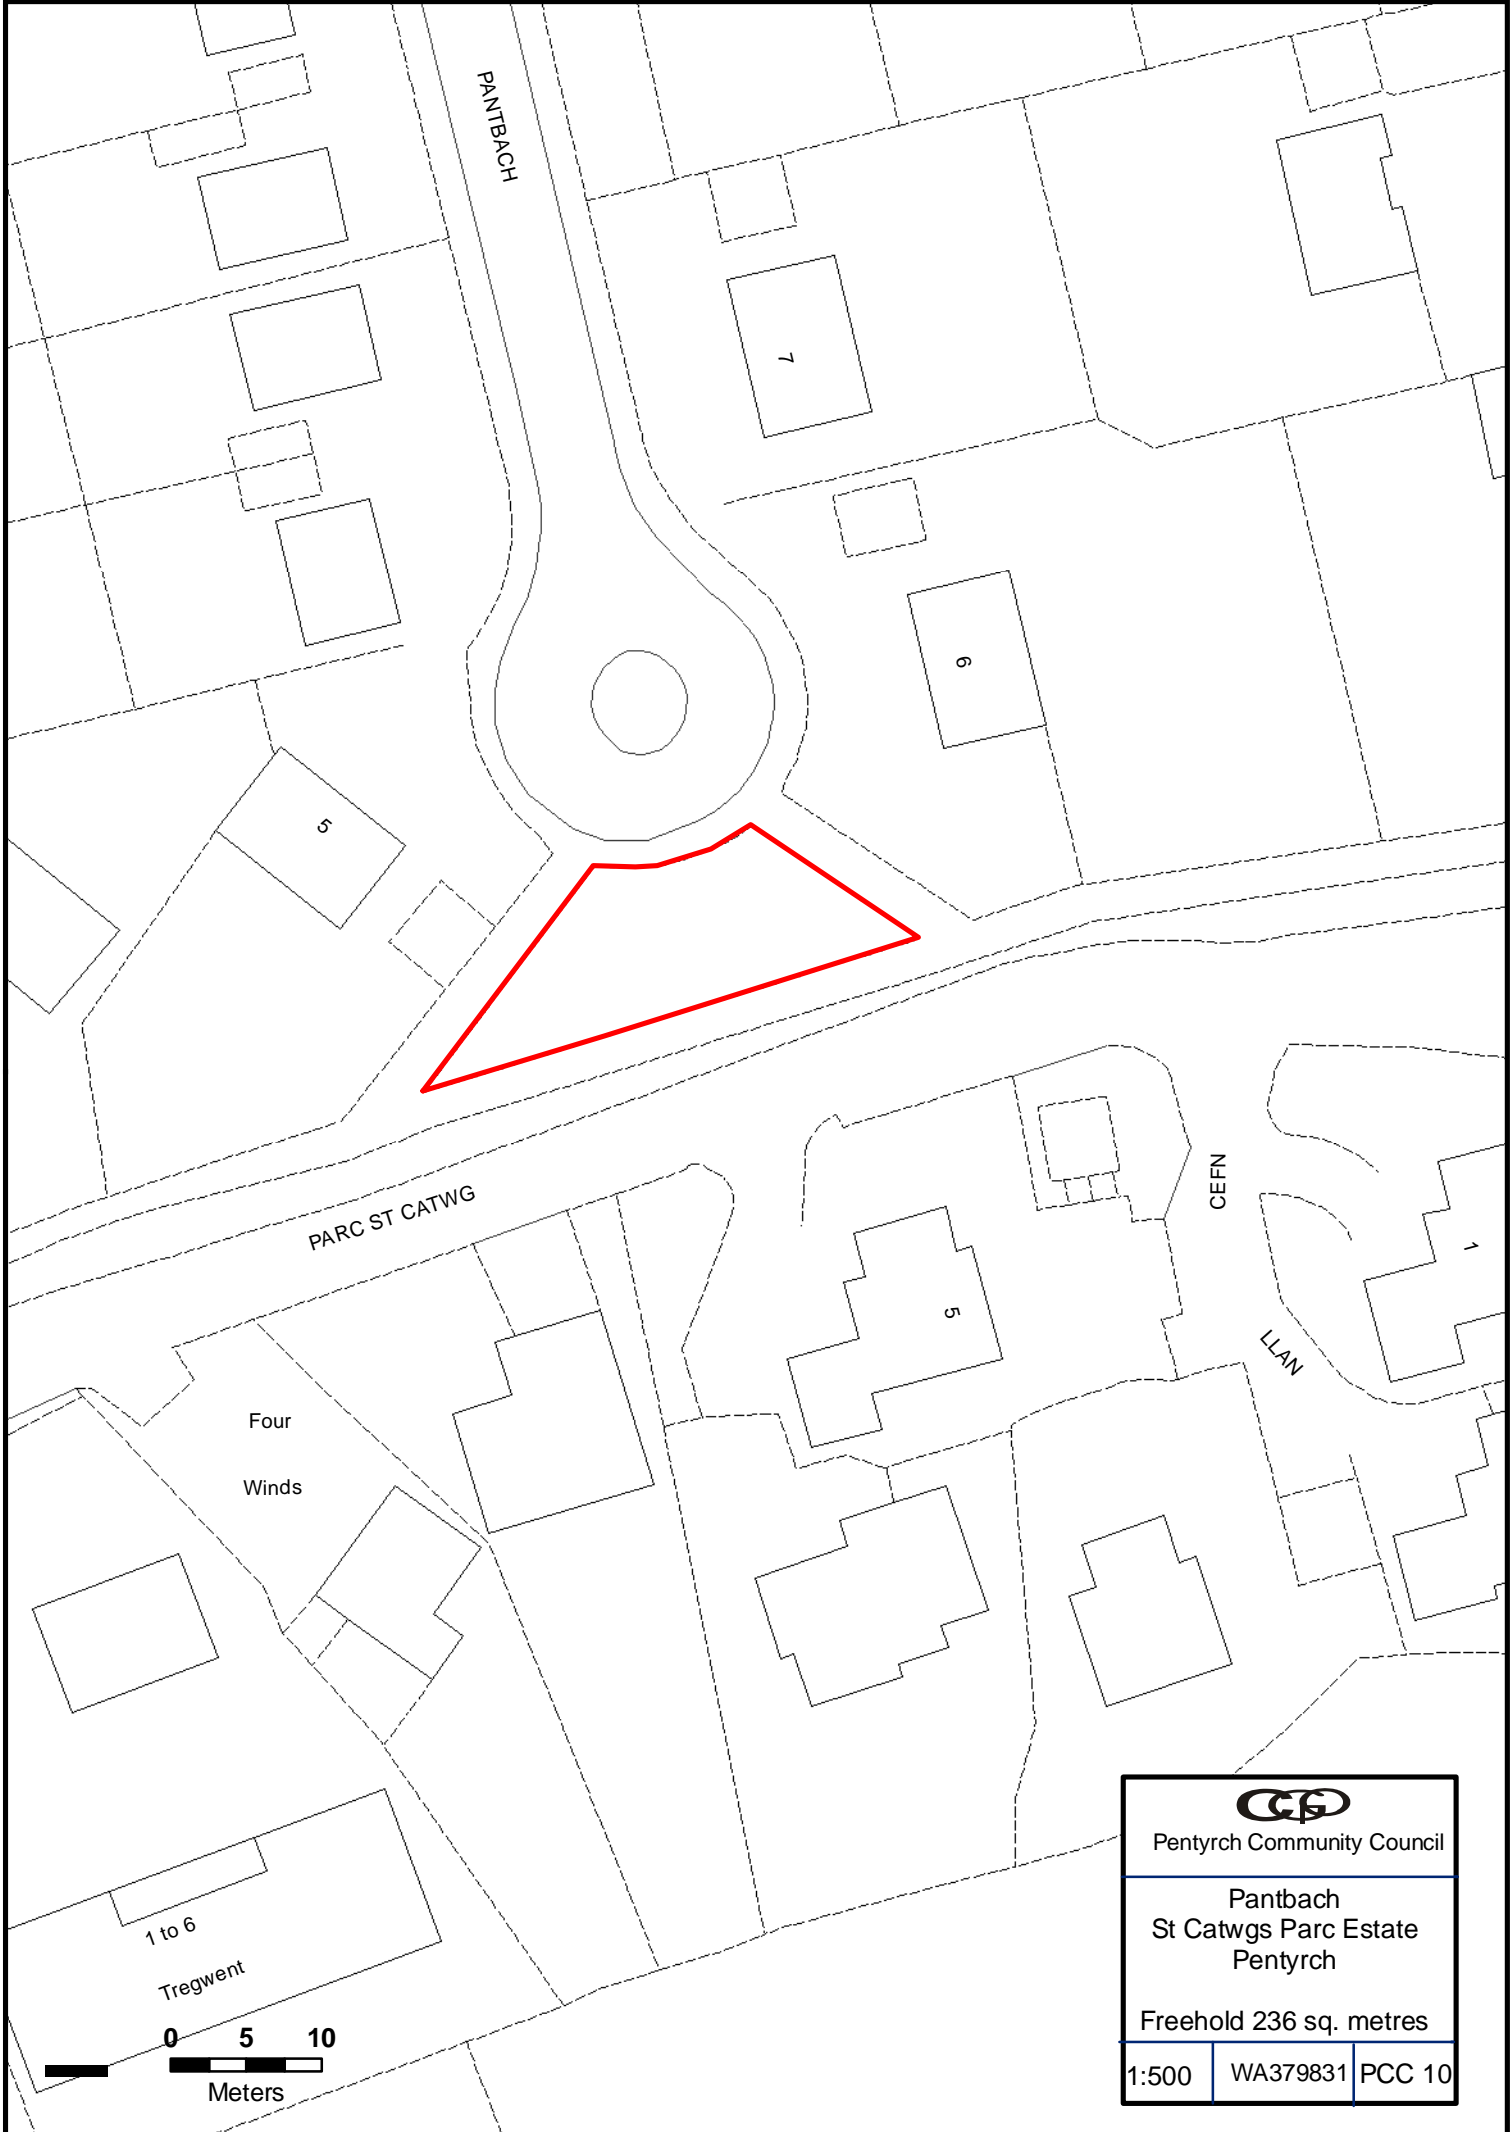 PANTBACH
7
6
5
PARC ST CATWG
CEFN
LLAN
5
1
Four
Winds
1 to 6
Tregwent
0 5 10
Meters
Pentyrch Community Council
Pantbach
St Catwgs Parc Estate
Pentyrch
Freehold 236 sq. metres
1:500 WA379831 PCC 10